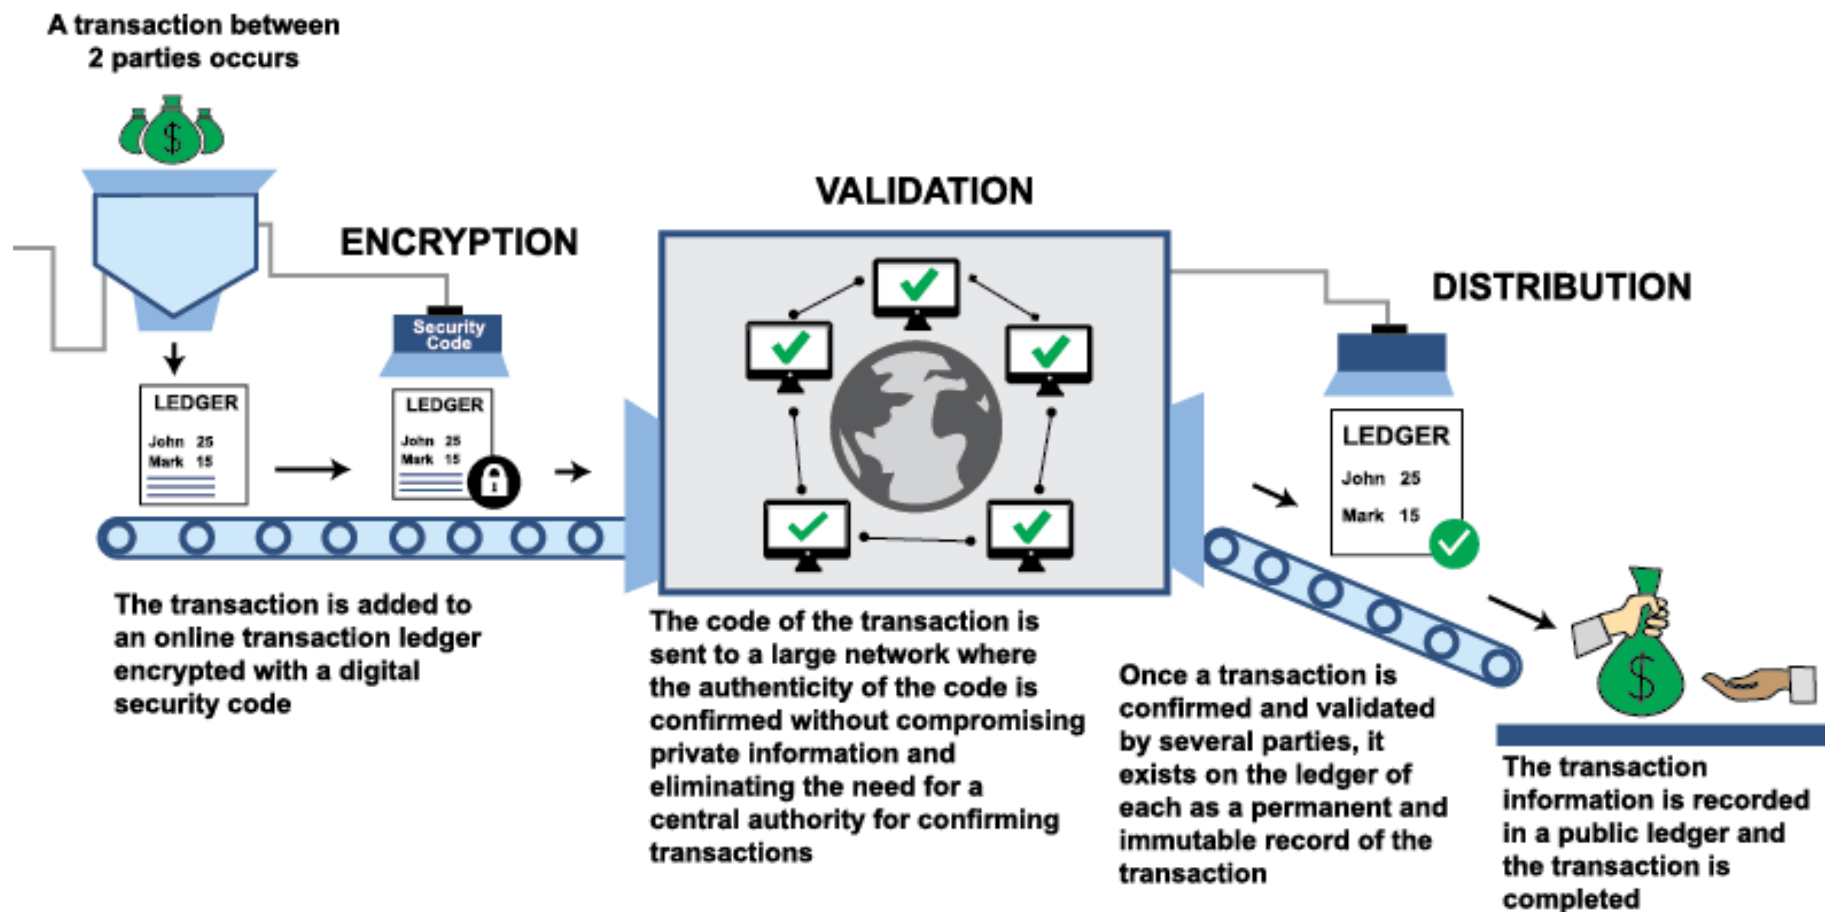 A transaction between
2 parties occurs
ENCRYPTION
Security
Code
LEDGER
John 25
Mark 15
LEDGER
John 25
Mark 15
The transaction is added to
an online transaction ledger
encrypted with a digital
security code
VALIDATION
The code of the transaction is
sent to a large network where
the authenticity of the code is
confirmed without compromising
private information and
eliminating the need for a
central authority for confirming
transactions
DISTRIBUTION
LEDGER
John 25
Mark 15
$
$
Once a transaction is
confirmed and validated
by several parties, it
exists on the ledger of
each as a permanent and
immutable record of the
transaction
The transaction
information is recorded
in a public ledger and
the transaction is
completed